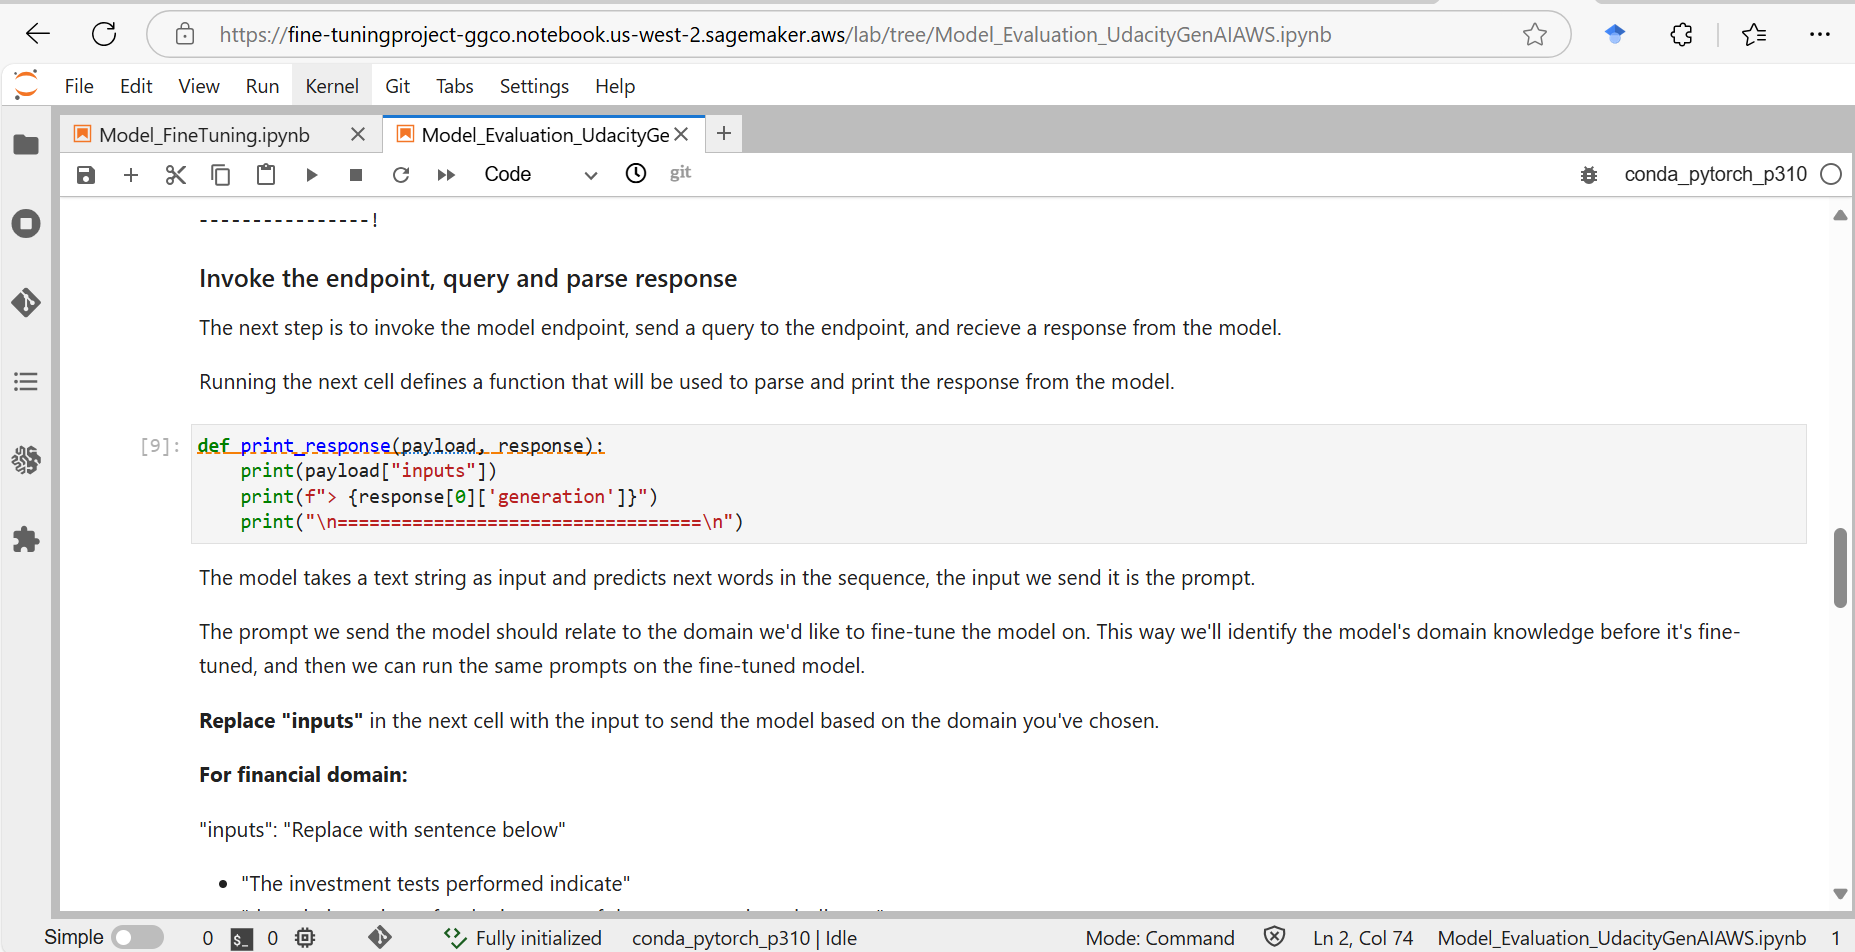 https://fine-tuningproject-ggco.notebook.us-west-2.sagemaker.aws/lab/tree/Model_Evaluation_UdacityGenAIAWS.ipynb
File Edit View Run Kernel Git Tabs Settings Help
Model_FineTuning.ipynb Model_Evaluation_UdacityGe
Code git conda_pytorch_p310
----------------!
Invoke the endpoint, query and parse response
The next step is to invoke the model endpoint, send a query to the endpoint, and recieve a response from the model.
Running the next cell defines a function that will be used to parse and print the response from the model.
[9]: def print_response(payload, response):
print(payload["inputs"])
print(f"> {response[0]['generation']}")
print("\n==================================\n")
The model takes a text string as input and predicts next words in the sequence, the input we send it is the prompt.
The prompt we send the model should relate to the domain we'd like to fine-tune the model on. This way we'll identify the model's domain knowledge before it's fine-
tuned, and then we can run the same prompts on the fine-tuned model.
Replace "inputs" in the next cell with the input to send the model based on the domain you've chosen.
For financial domain:
"inputs": "Replace with sentence below"
• "The investment tests performed indicate"
Simple 0 $_ 0 Fully initialized conda_pytorch_p310 | Idle Mode: Command Ln 2, Col 74 Model_Evaluation_UdacityGenAIAWS.ipynb 1